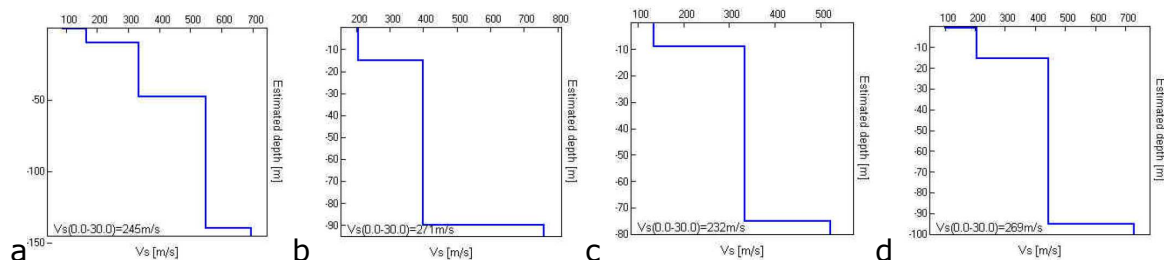 100 200 300 400 500 600 700
-50
-100
-150
Estimated depth [m]
Vs(0.0-30.0)=245m/s
Vs [m/s]
a
200 300 400 500 600 700 800
-10
-20
-30
-40
-50
-60
-70
-80
-90
Estimated depth [m]
Vs(0.0-30.0)=271m/s
Vs [m/s]
b
100 200 300 400 500
-10
-20
-30
-40
-50
-60
-70
-80
Estimated depth [m]
Vs(0.0-30.0)=232m/s
Vs [m/s]
c
100 200 300 400 500 600 700
-10
-20
-30
-40
-50
-60
-70
-80
-90
-100
Estimated depth [m]
Vs(0.0-30.0)=269m/s
Vs [m/s]
d